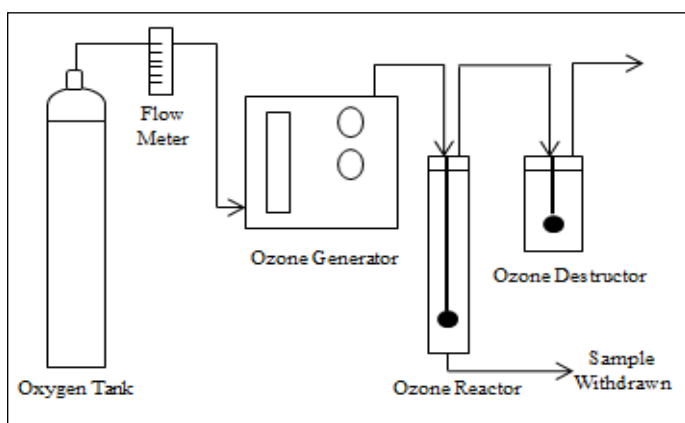 Flow
Meter
Ozone Generator
Ozone Destructor
Oxygen Tank
Ozone Reactor
Sample
Withdrawn